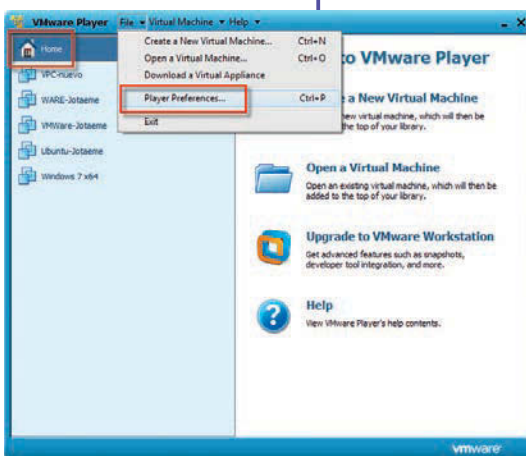 VMware Player File Virtual Machine Help
Home
VPC-nuevo
WARE-Jotaeme
VMWare-Jotaeme
Ubuntu-Jotaeme
Windows 7 x64
Create a New Virtual Machine... Ctrl+N
Open a Virtual Machine... Ctrl+O
Download a Virtual Appliance
Player Preferences... Ctrl+P
Exit
to VMware Player
e a New Virtual Machine
new virtual machine, which will then be
the top of your library.
Open a Virtual Machine
Open an existing virtual machine, which will then be
added to the top of your library.
Upgrade to VMware Workstation
Get advanced features such as snapshots,
developer tool integration, and more.
Help
View VMware Player's help contents.
vmware